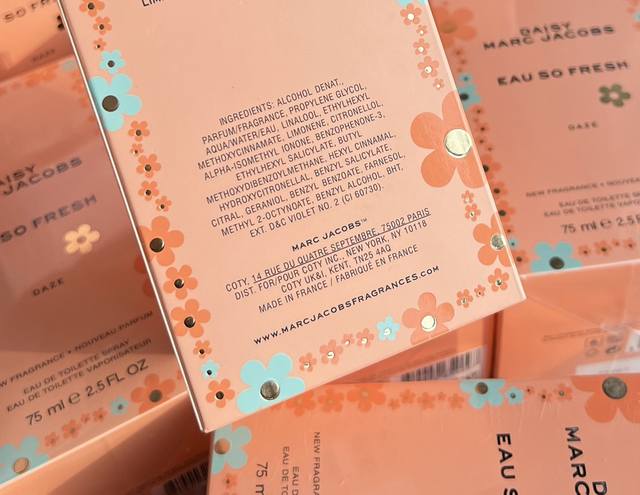 INGREDIENTS: ALCOHOL DENAT.,
PARFUM/FRAGRANCE, PROPYLENE GLYCOL,
AQUA/WATER/EAU, LINALOOL, ETHYLHEXYL
METHOXYCINNAMATE, LIMONENE, CITRONELLOL,
ALPHA-ISOMETHYL IONONE, BENZOPHENONE-3,
ETHYLHEXYL SALICYLATE, BUTYL
METHOXYDIBENZOYLMETHANE, HEXYL CINNAMAL,
HYDROXYCITRONELLAL, BENZYL SALICYLATE,
CITRAL, GERANIOL, BENZYL BENZOATE, FARNESOL,
METHYL 2-OCTYNOATE, BENZYL ALCOHOL, BHT,
EXT. D&C VIOLET NO. 2 (CI 60730).
MARC JACOBS™
COTY, 14 RUE DU QUATRE SEPTEMBRE, 75002 PARIS
DIST. FOR/POUR COTY INC., NEW YORK, NY 10118
COTY UK&I, KENT, TN25 4AQ
MADE IN FRANCE / FABRIQUÉ EN FRANCE
WWW.MARCJACOBSFRAGRANCES.COM
DAISY
MARC JACOBS
EAU SO FRESH
DAZE
NEW FRAGRANCE • NOUVEAU
EAU DE TOILETTE
EAU DE TOILETTE
75 ml e 2.5
JACOBS
SO FRESH
DAZE
FRAGRANCE • NOUVEAU PARFUM
EAU DE TOILETTE SPRAY
EAU DE TOILETTE VAPORISATEUR
75 ml e 2.5 FL OZ
MARC
EAU
NEW
EAU DE
EAU DE
75